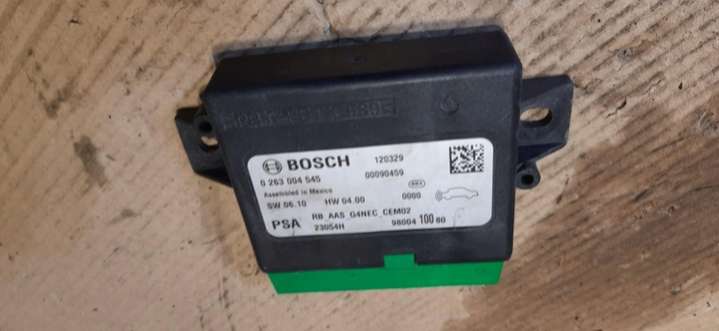 BOSCH 120329
0 263 004 545 00090459
Assembled in Mexico
SW 06.10 HW 04.00 0000
RB_AAS_G4NEC_CEM02
PSA 23054H 98004 100 80